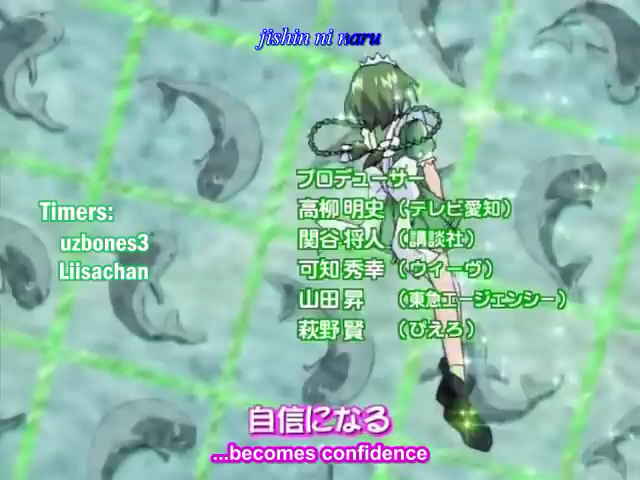 jishin ni naru
プロデューサー
高柳 明史 （テレビ愛知）
Timers:
関谷 将人 （講談社）
uzbones3
可知 秀幸 （ウィーヴ）
Liisachan
山田 昇 （東急エージェンシー）
萩野 賢 （ぴえろ）
自信になる
...becomes confidence